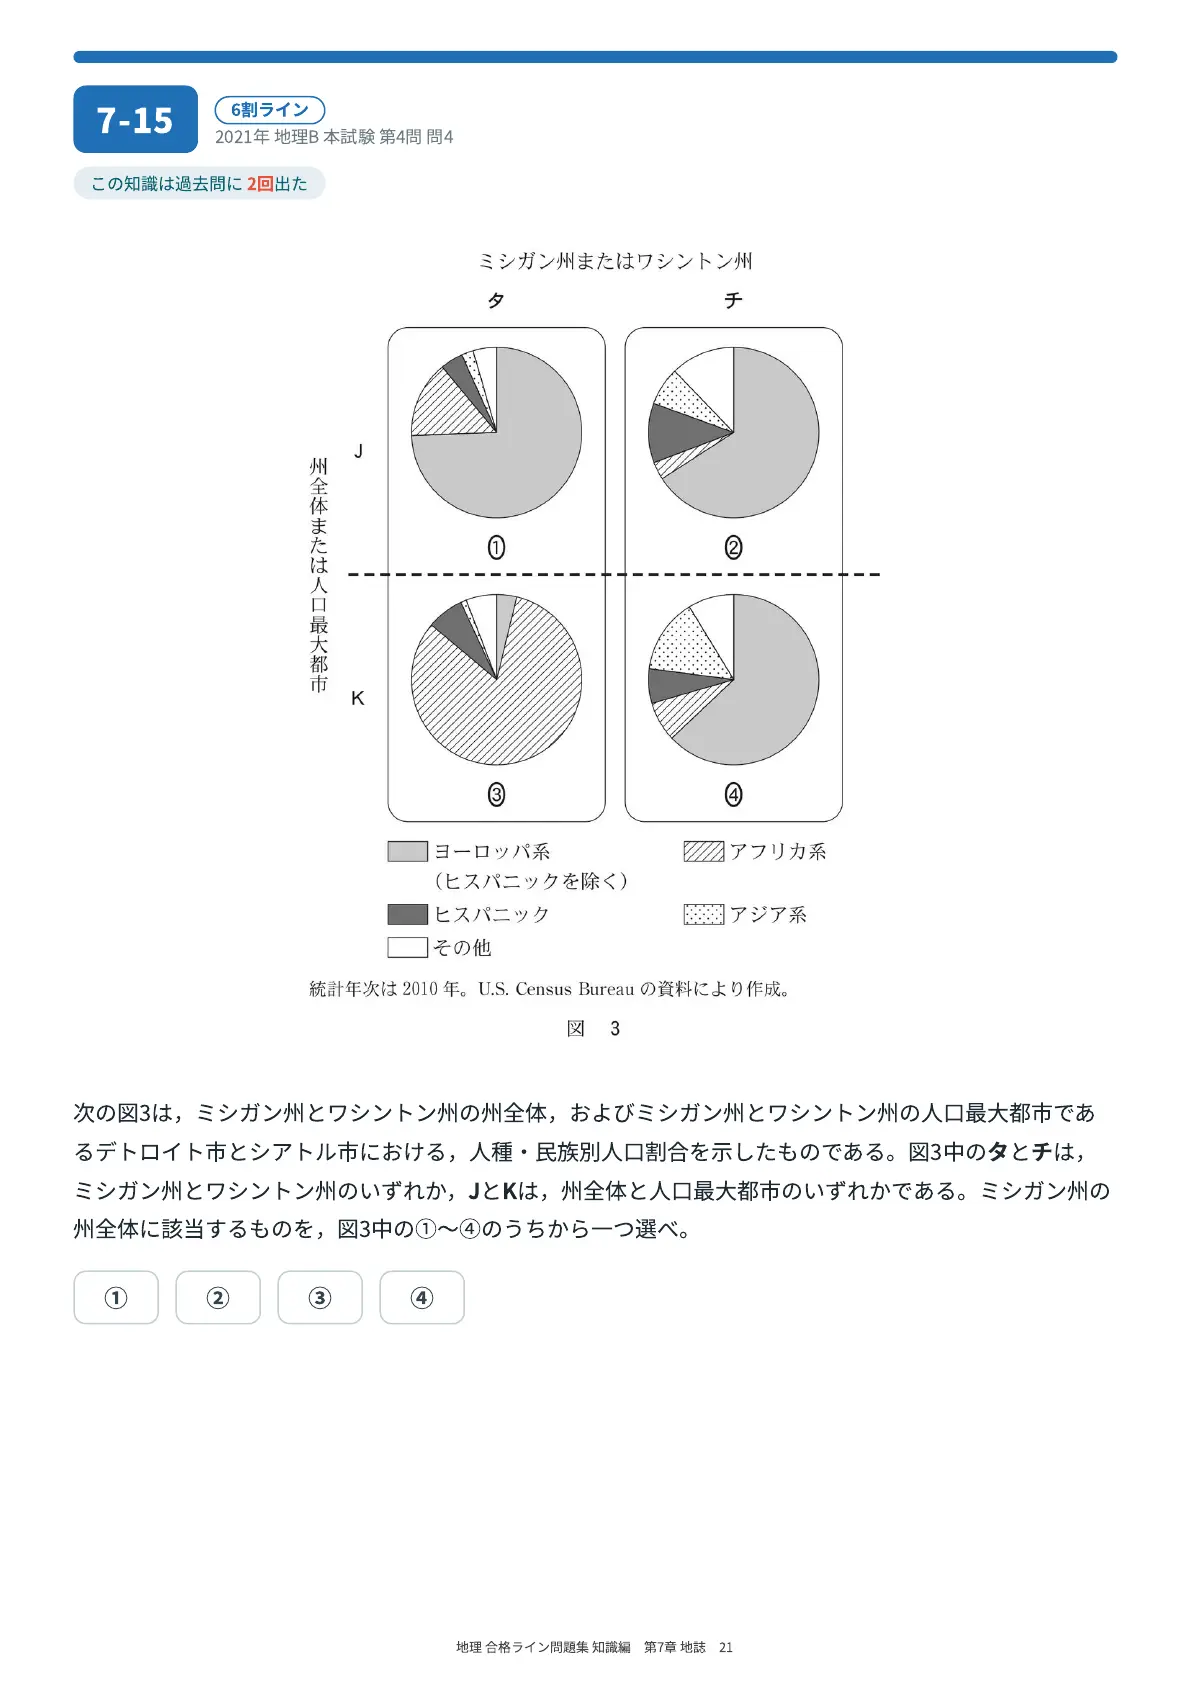 7-15
6割ライン
2021年 地理B 本試験 第4問 問4
この知識は過去問に 2回出た
ミシガン州またはワシントン州
タ チ
J
① ②
州全体または人口最大都市
K
③ ④
ヨーロッパ系 アフリカ系
（ヒスパニックを除く）
ヒスパニック アジア系
その他
統計年次は 2010 年。U.S. Census Bureau の資料により作成。
図 3
次の図3は，ミシガン州とワシントン州の州全体，およびミシガン州とワシントン州の人口最大都市であ
るデトロイト市とシアトル市における，人種・民族別人口割合を示したものである。図3中のタとチは，
ミシガン州とワシントン州のいずれか，JとKは，州全体と人口最大都市のいずれかである。ミシガン州の
州全体に該当するものを，図3中の①～④のうちから一つ選べ。
① ② ③ ④
地理 合格ライン問題集 知識編 第7章 地誌 21